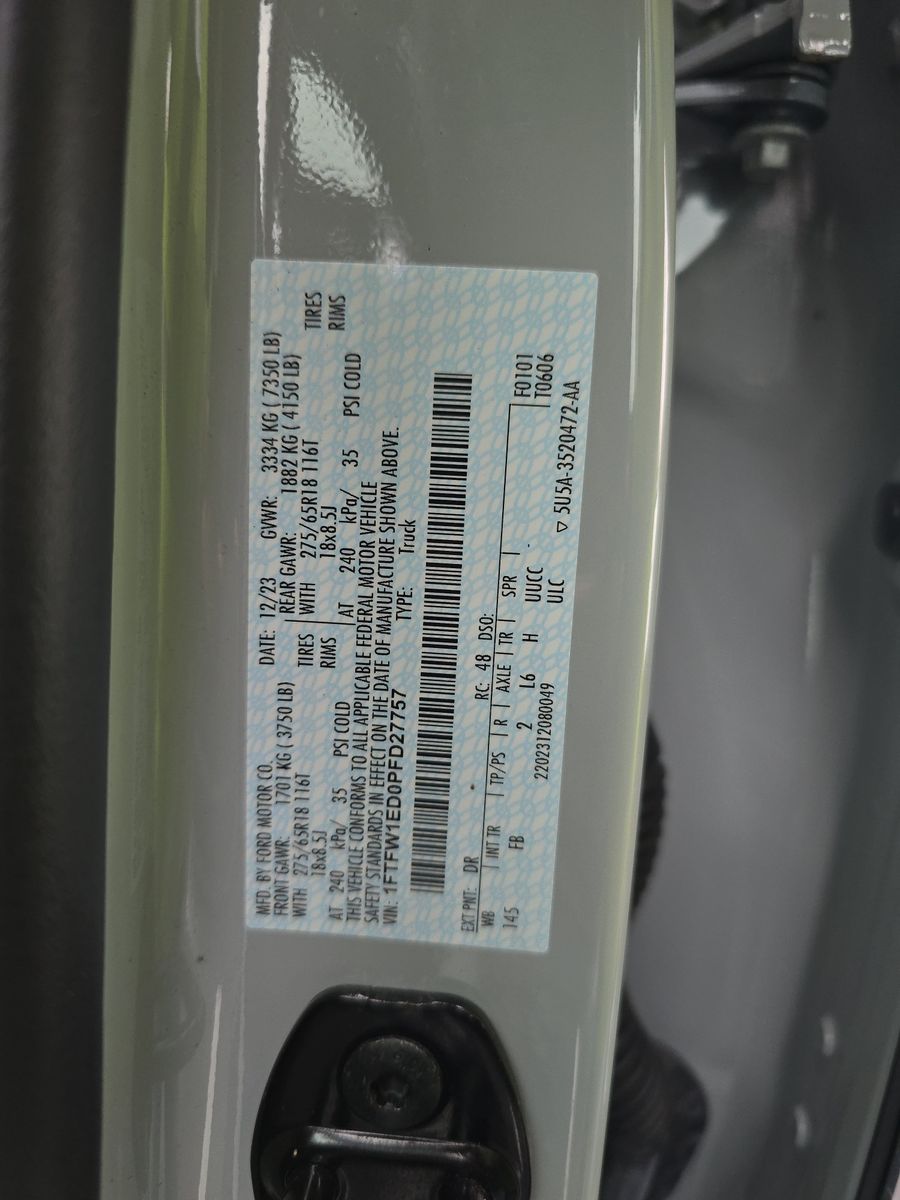 MFD. BY FORD MOTOR CO. DATE: 12/23 GVWR: 3334 KG ( 7350 LB)
FRONT GAWR: 1701 KG ( 3750 LB) REAR GAWR: 1882 KG ( 4150 LB)
WITH 275/65R18 116T TIRES WITH 275/65R18 116T TIRES
18x8.5J RIMS 18x8.5J RIMS
AT 240 kPa/ 35 PSI COLD AT 240 kPa/ 35 PSI COLD
THIS VEHICLE CONFORMS TO ALL APPLICABLE FEDERAL MOTOR VEHICLE
SAFETY STANDARDS IN EFFECT ON THE DATE OF MANUFACTURE SHOWN ABOVE.
VIN: 1FTFW1ED0PFD27757 TYPE: Truck
EXT PNT: DR RC: 48 DSO: F0101
WB INT TR TP/PS R AXLE TR SPR T0606
145 FB 2 L6 H UUCC
ULC
2202312080049 ▽ 5U5A-3520472-AA